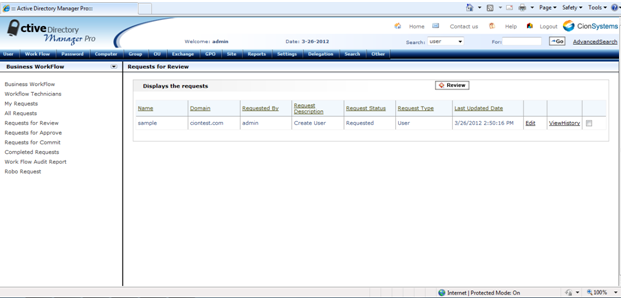 :: Active Directory Manager Pro::
Page
Safety
Tools
ctive Directory
Manager Pro
Home
Contact us
Help
Logout
CionSystems
Welcome: admin
Date: 3-26-2012
Search: user
For:
Go
AdvancedSearch
User Work Flow Password Computer Group OU Exchange GPO Site Reports Settings Delegation Search Other
Business WorkFlow
Requests for Review
Business WorkFlow
Workflow Technicians
My Requests
All Requests
Requests for Review
Requests for Approve
Requests for Commit
Completed Requests
Work Flow Audit Report
Robo Request
Displays the requests
Review
Name Domain Requested By Request Description Request Status Request Type Last Updated Date
sample ciontest.com admin Create User Requested User 3/26/2012 2:50:16 PM Edit ViewHistory
Internet | Protected Mode: On
100%